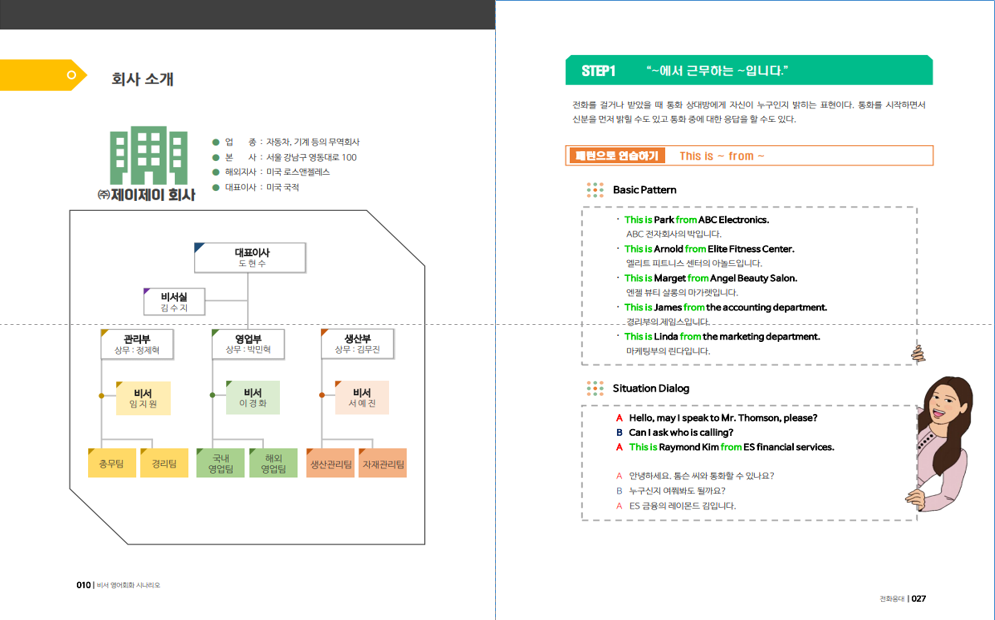 회사 소개
업 종 : 자동차, 기계 등의 무역회사
본 사 : 서울 강남구 영동대로 100
해외지사 : 미국 로스앤젤레스
대표이사 : 미국 국적
㈜제이제이 회사
대표이사
도현수
비서실
김수지
관리부
상무 : 정제혁
영업부
상무 : 박민혁
생산부
상무 : 김무진
비서
임지원
비서
이경화
비서
서예진
총무팀
경리팀
국내
영업팀
해외
영업팀
생산관리팀
자재관리팀
010 | 비서 영어회화 시나리오
STEP1 “~에서 근무하는 ~입니다.”
전화를 걸거나 받았을 때 통화 상대방에게 자신이 누구인지 밝히는 표현이다. 통화를 시작하면서
신분을 먼저 밝힐 수도 있고 통화 중에 대한 응답을 할 수도 있다.
패턴으로 연습하기 This is ~ from ~
Basic Pattern
· This is Park from ABC Electronics.
ABC 전자회사의 박입니다.
· This is Arnold from Elite Fitness Center.
엘리트 피트니스 센터의 아놀드입니다.
· This is Marget from Angel Beauty Salon.
엔젤 뷰티 살롱의 마가렛입니다.
· This is James from the accounting department.
경리부의 제임스입니다.
· This is Linda from the marketing department.
마케팅부의 린다입니다.
Situation Dialog
A Hello, may I speak to Mr. Thomson, please?
B Can I ask who is calling?
A This is Raymond Kim from ES financial services.
A 안녕하세요. 톰슨 씨와 통화할 수 있나요?
B 누구신지 여쭤봐도 될까요?
A ES 금융의 레이몬드 김입니다.
전화응대 | 027